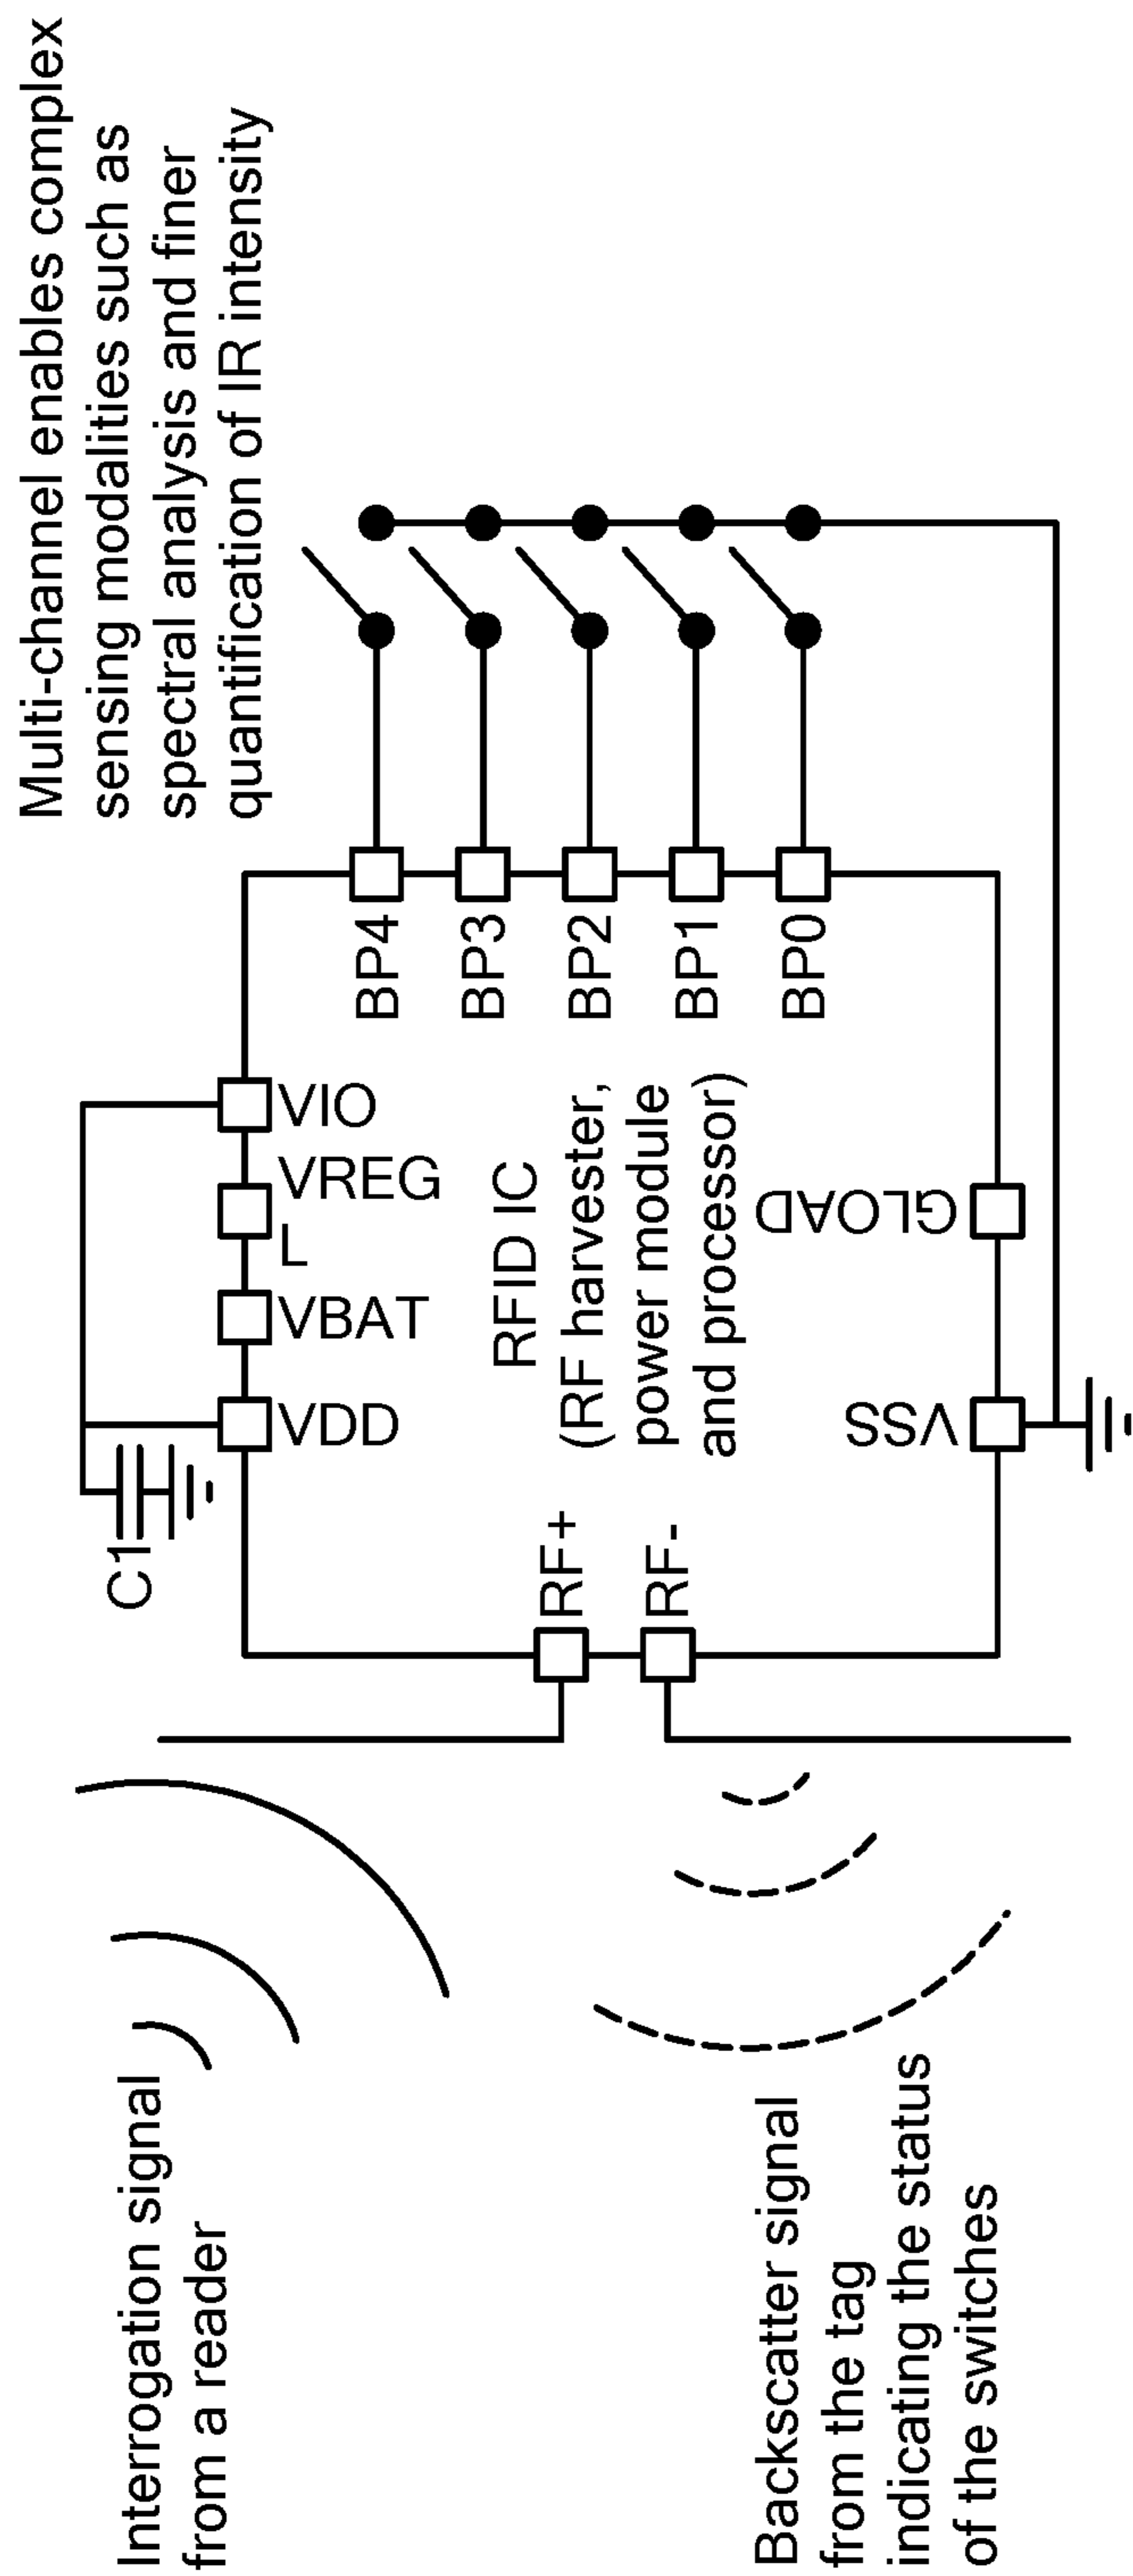 Multi-channel enables complex
sensing modalities such as
spectral analysis and finer
quantification of IR intensity
Interrogation signal
from a reader
C1
VDD
VBAT
VREG
L
VIO
RF+
RF-
RFID IC
(RF harvester,
power module
and processor)
BP4
BP3
BP2
BP1
BP0
VSS
GLOAD
Backscatter signal
from the tag
indicating the status
of the switches